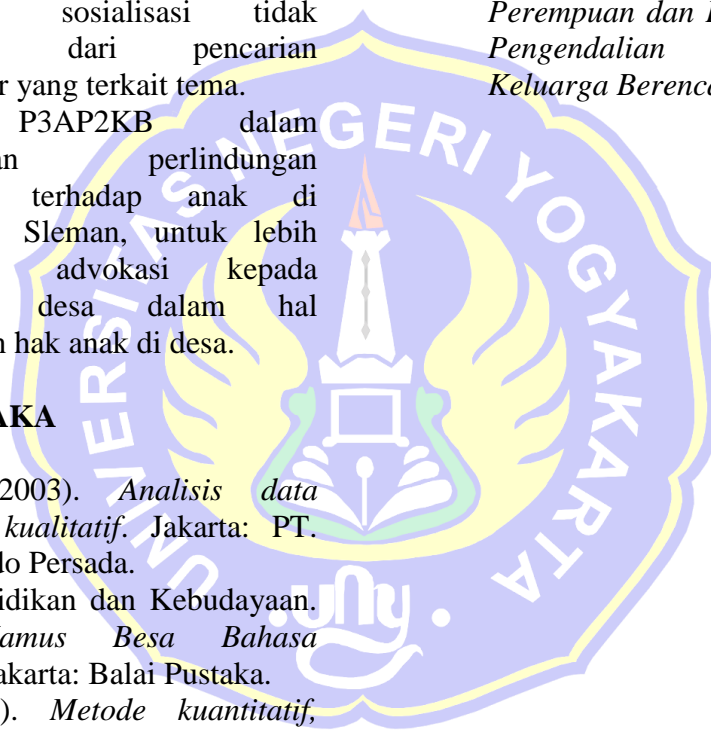 sosialisasi tidak
dari pencarian
yang terkait tema.
P3AP2KB dalam
perlindungan
terhadap anak di
Sleman, untuk lebih
advokasi kepada
desa dalam hal
hak anak di desa.
AKA
2003). Analisis data
kualitatif. Jakarta: PT.
do Persada.
idikan dan Kebudayaan.
amus Besa Bahasa
akarta: Balai Pustaka.
). Metode kuantitatif,
Perempuan dan
Pengendalian
Keluarga Berenca
UNIVERSITAS NEGERI YOGYAKARTA
uny